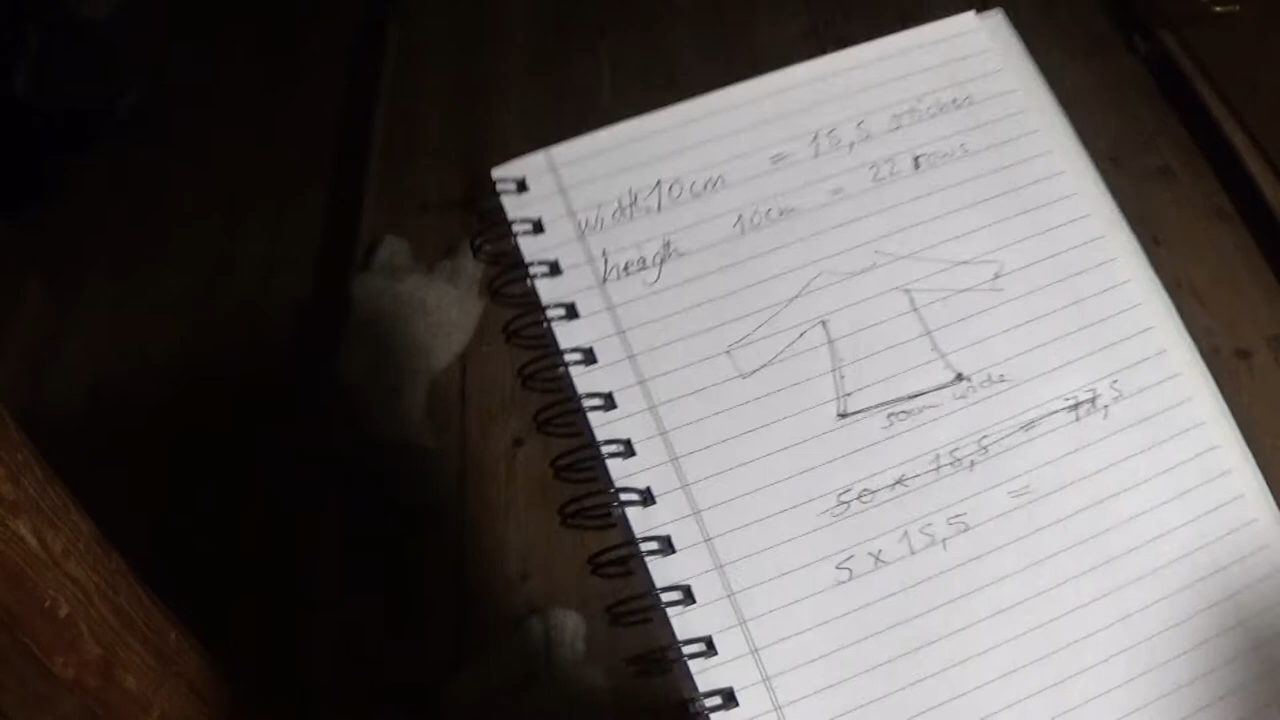 width 10cm = 15,5 stitches
heigth 10cm = 22 rows
50cm wide
50 x 15,5 = 77,5
5 x 15,5 =